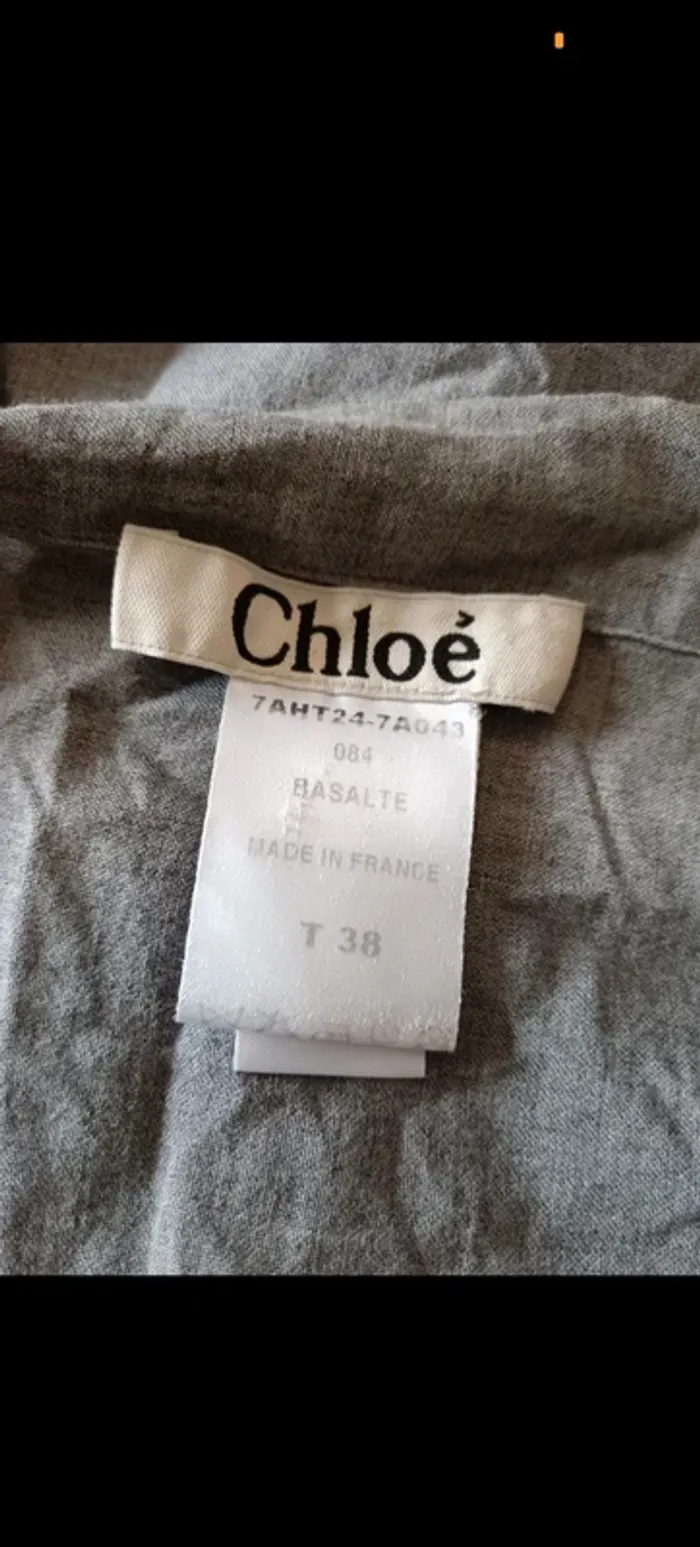 Chloé
7AHT24-7A043
084
BASALTE
MADE IN FRANCE
T 38